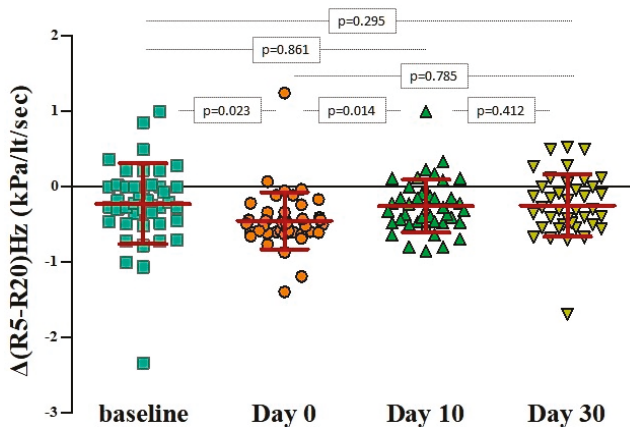 p=0.295
p=0.861
p=0.785
p=0.023
p=0.014
p=0.412
2
1
0
-1
-2
-3
Δ(R5-R20)Hz (kPa/lt/sec)
baseline Day 0 Day 10 Day 30